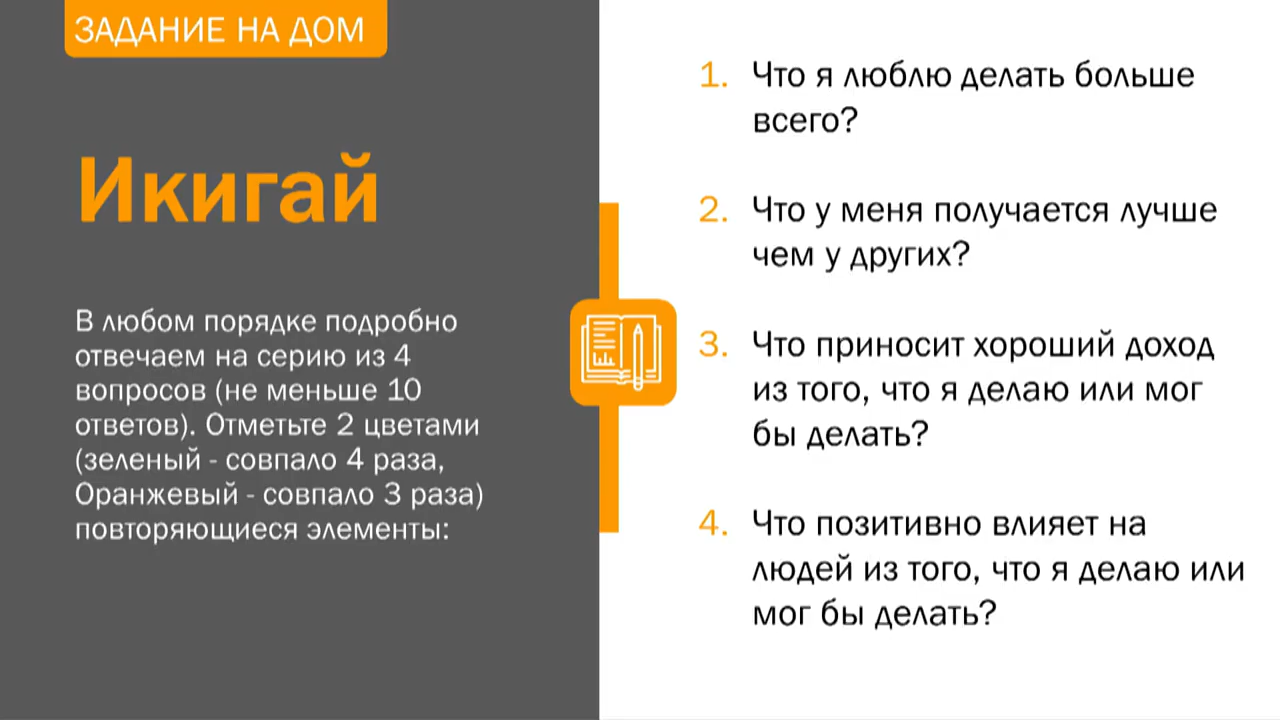 ЗАДАНИЕ НА ДОМ
Икигай
В любом порядке подробно
отвечаем на серию из 4
вопросов (не меньше 10
ответов). Отметьте 2 цветами
(зеленый - совпало 4 раза,
Оранжевый - совпало 3 раза)
повторяющиеся элементы:
1. Что я люблю делать больше
всего?
2. Что у меня получается лучше
чем у других?
3. Что приносит хороший доход
из того, что я делаю или мог
бы делать?
4. Что позитивно влияет на
людей из того, что я делаю или
мог бы делать?